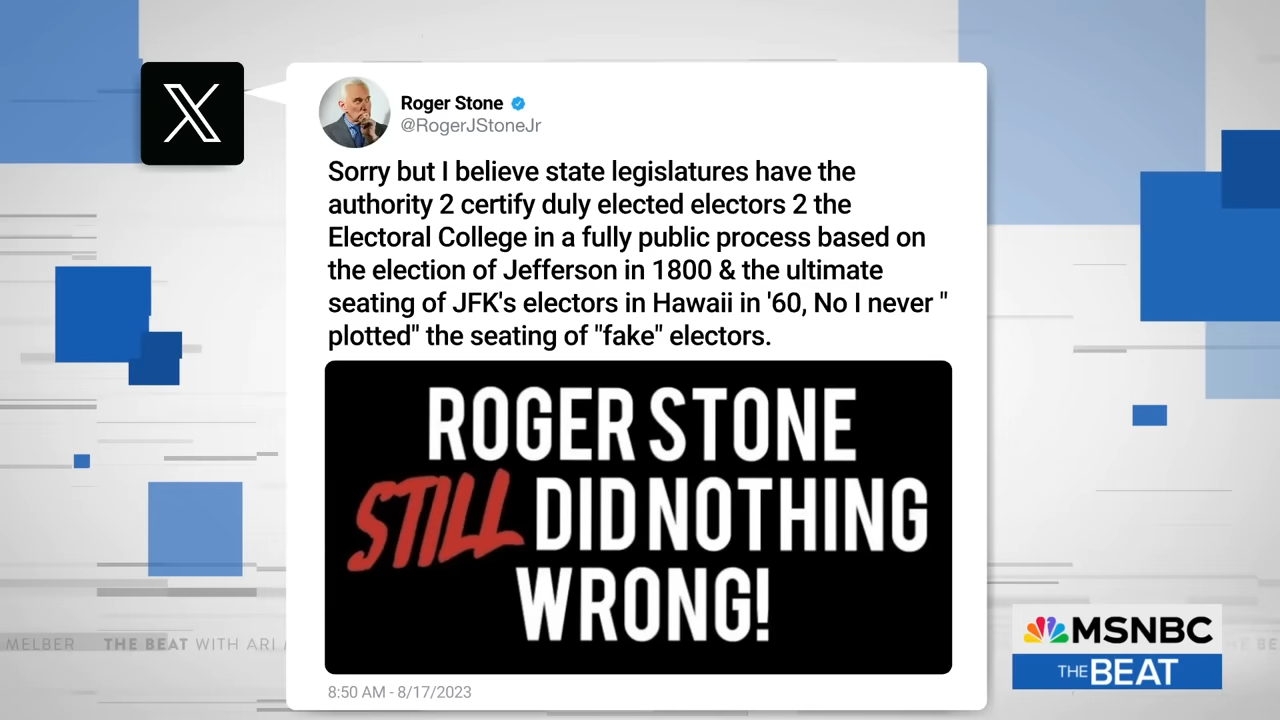 X
Roger Stone
@RogerJStoneJr
Sorry but I believe state legislatures have the
authority 2 certify duly elected electors 2 the
Electoral College in a fully public process based on
the election of Jefferson in 1800 & the ultimate
seating of JFK's electors in Hawaii in '60, No I never "
plotted" the seating of "fake" electors.
ROGER STONE
STILL DID NOTHING
WRONG!
8:50 AM - 8/17/2023
MELBER THE BEAT WITH ARI
MSNBC
THE BEAT